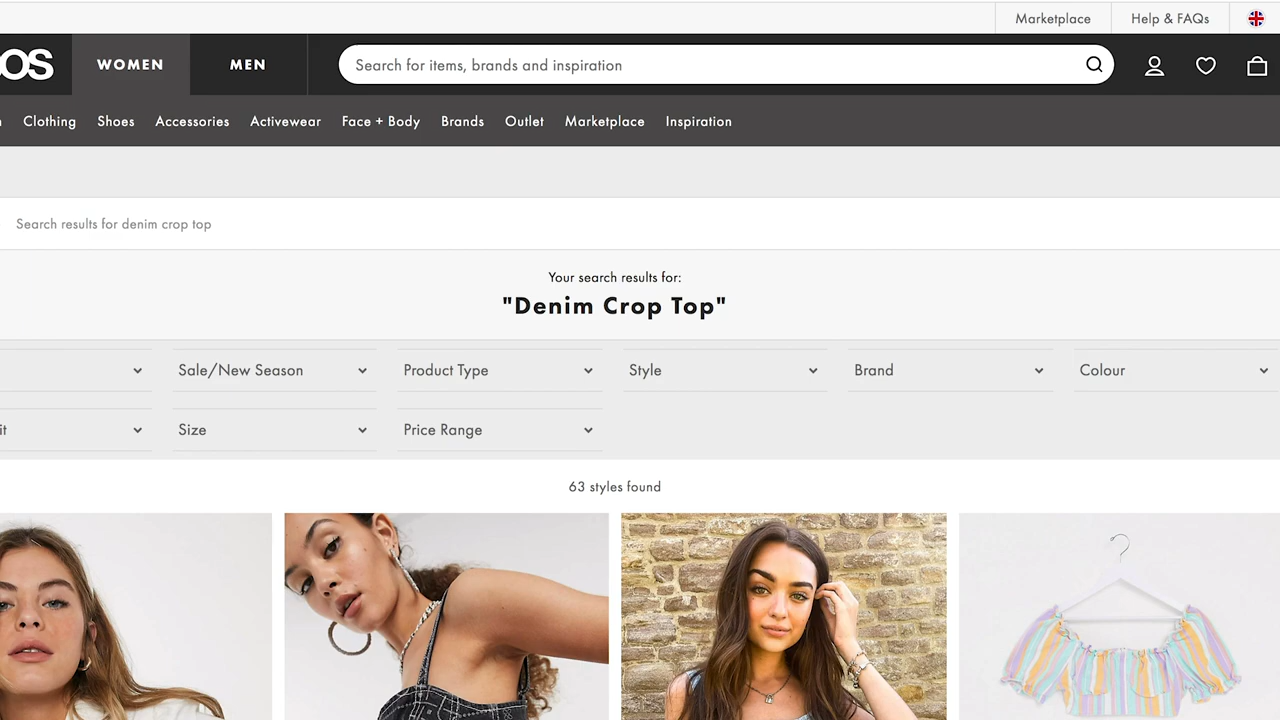 Marketplace Help & FAQs
OS WOMEN MEN Search for items, brands and inspiration
Clothing Shoes Accessories Activewear Face + Body Brands Outlet Marketplace Inspiration
Search results for denim crop top
Your search results for:
"Denim Crop Top"
Sale/New Season Product Type Style Brand Colour
it Size Price Range
63 styles found